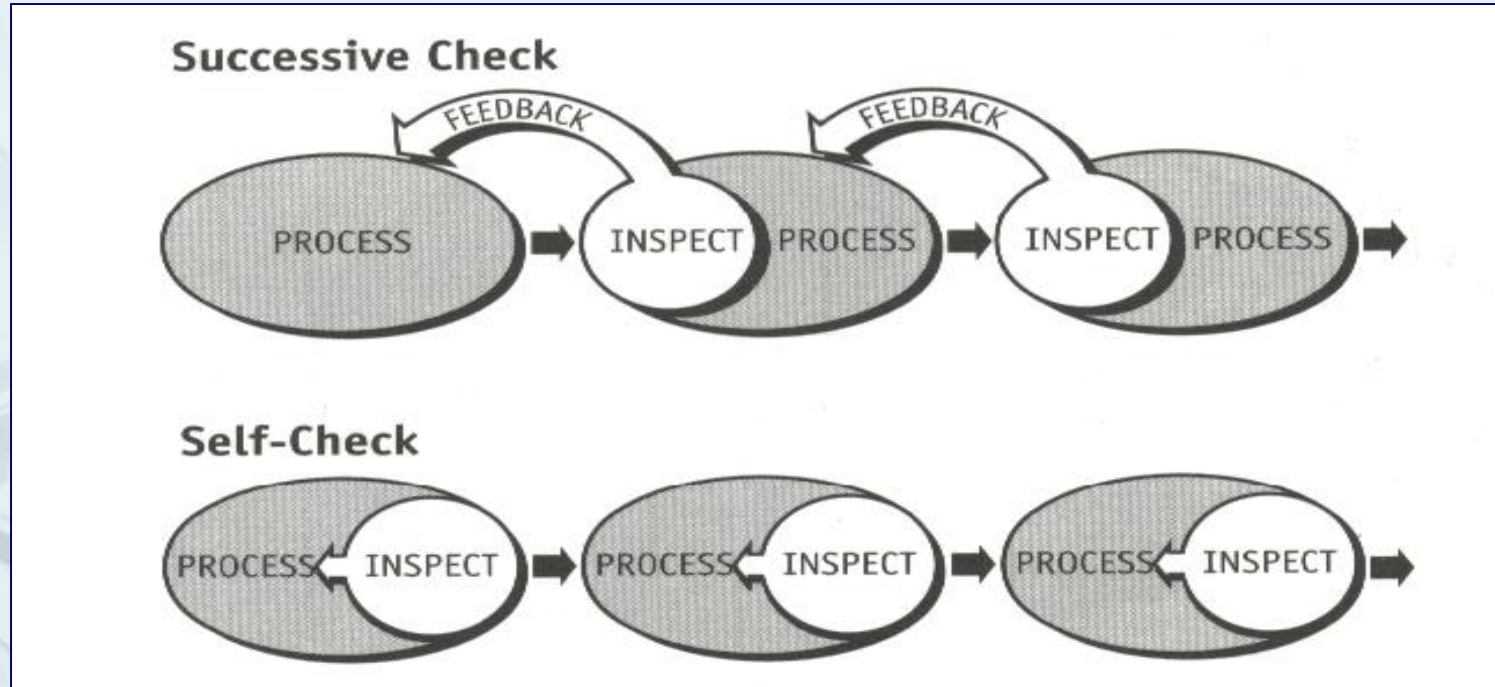 Successive Check
FEEDBACK FEEDBACK
PROCESS INSPECT PROCESS INSPECT PROCESS
Self-Check
PROCESS INSPECT PROCESS INSPECT PROCESS INSPECT